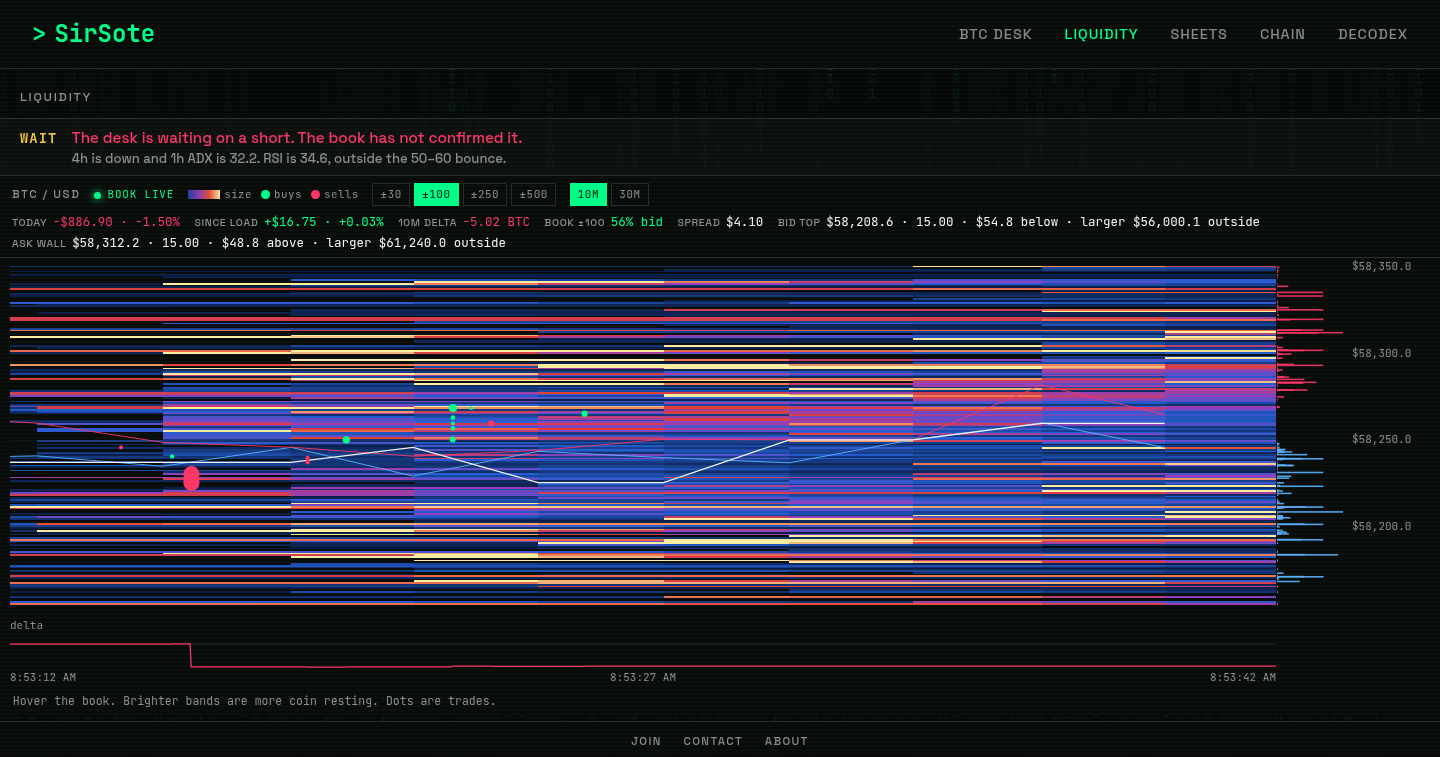 > SirSote
BTC DESK LIQUIDITY SHEETS CHAIN DECODEX
LIQUIDITY
WAIT The desk is waiting on a short. The book has not confirmed it.
4h is down and 1h ADX is 32.2. RSI is 34.6, outside the 50–60 bounce.
BTC / USD BOOK LIVE size buys sells ±30 ±100 ±250 ±500 10M 30M
TODAY -$886.90 · -1.50% SINCE LOAD +$16.75 · +0.03% 10M DELTA -5.02 BTC BOOK ±100 56% bid SPREAD $4.10 BID TOP $58,208.6 · 15.00 · $54.8 below · larger $56,000.1 outside
ASK WALL $58,312.2 · 15.00 · $48.8 above · larger $61,240.0 outside
$58,350.0
$58,300.0
$58,250.0
$58,200.0
delta
8:53:12 AM 8:53:27 AM 8:53:42 AM
Hover the book. Brighter bands are more coin resting. Dots are trades.
JOIN CONTACT ABOUT